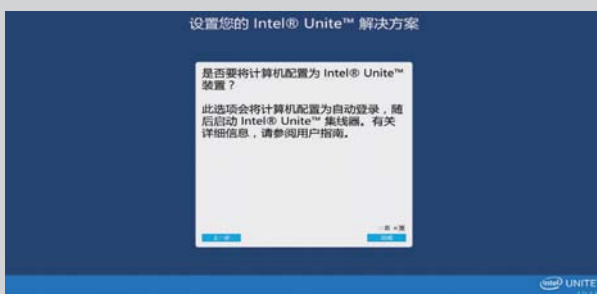 设置您的 Intel® Unite™ 解决方案
是否要将计算机配置为 Intel® Unite™
装置？
此选项会将计算机配置为自动登录，随
后启动 Intel® Unite™ 集线器。有关
详细信息，请参阅用户指南。
intel UNITE